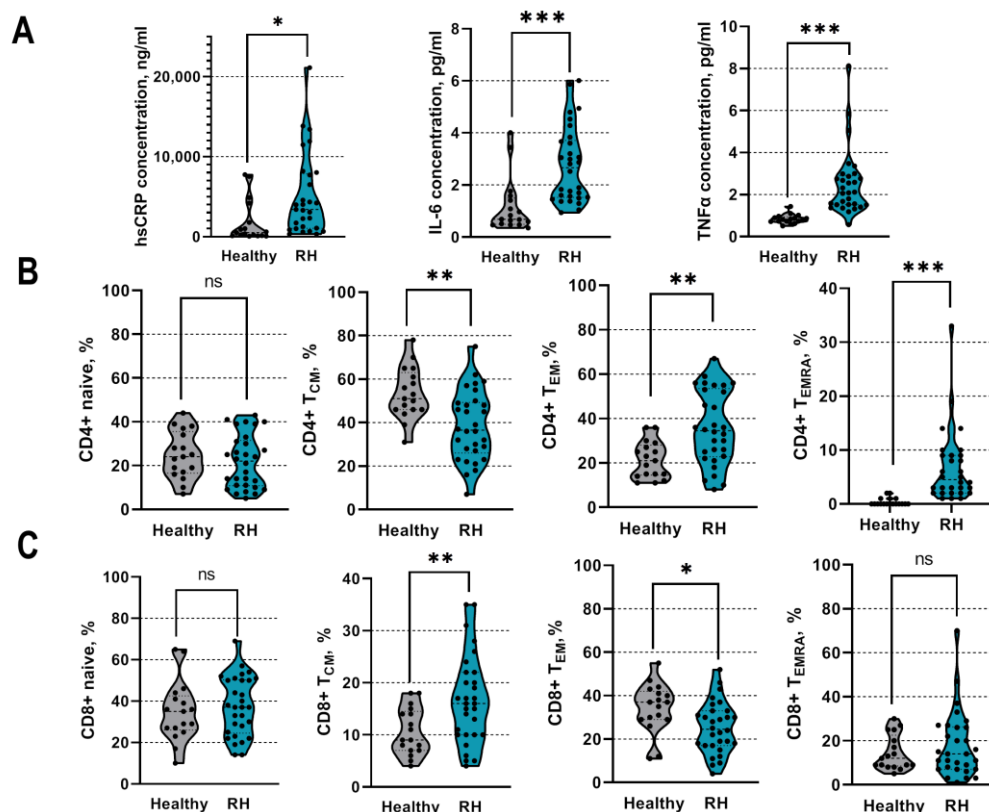 A
hsCRP concentration, ng/ml
20,000
10,000
0
*
Healthy RH
IL-6 concentration, pg/ml
8
6
4
2
0
***
Healthy RH
TNFα concentration, pg/ml
10
8
6
4
2
0
***
Healthy RH
B
CD4+ naive, %
100
80
60
40
20
0
ns
Healthy RH
CD4+ TCM, %
100
80
60
40
20
0
**
Healthy RH
CD4+ TEM, %
100
80
60
40
20
0
**
Healthy RH
CD4+ TEMRA, %
40
30
20
10
0
***
Healthy RH
C
CD8+ naive, %
100
80
60
40
20
0
ns
Healthy RH
CD8+ TCM, %
40
30
20
10
0
**
Healthy RH
CD8+ TEM, %
100
80
60
40
20
0
*
Healthy RH
CD8+ TEMRA, %
100
80
60
40
20
0
ns
Healthy RH